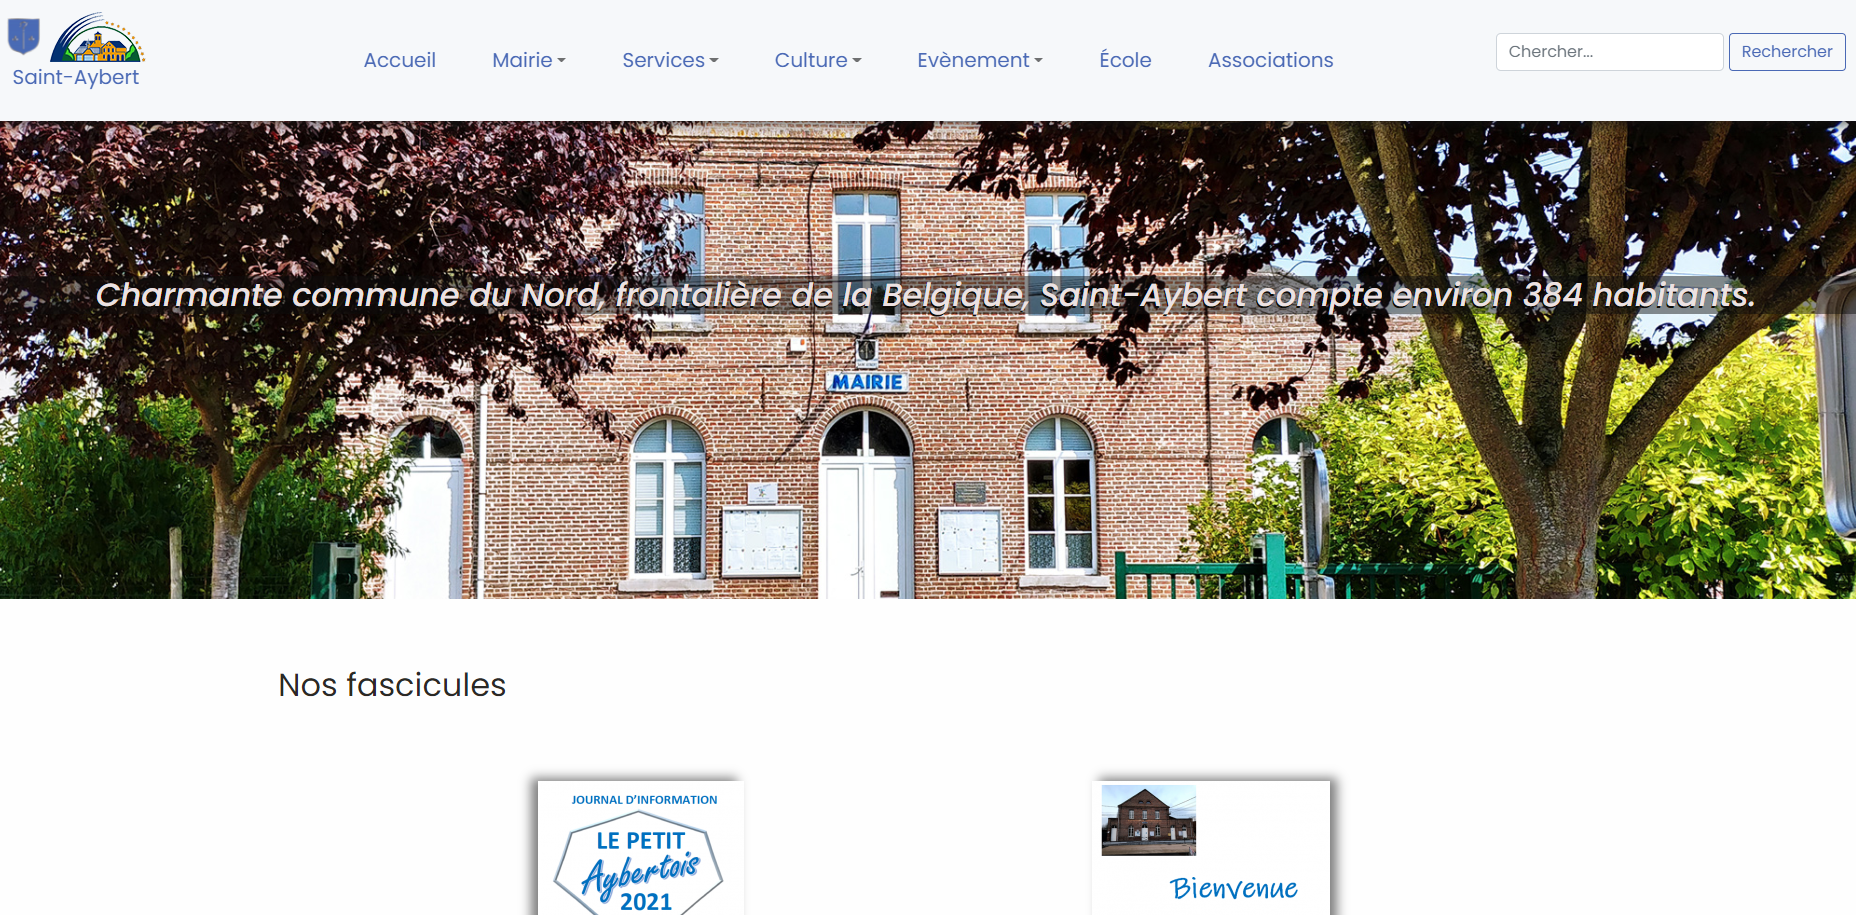 Saint-Aybert
Accueil
Mairie
Services
Culture
Evènement
École
Associations
Chercher...
Rechercher
Charmante commune du Nord, frontalière de la Belgique, Saint-Aybert compte environ 384 habitants.
MAIRIE
Nos fascicules
JOURNAL D'INFORMATION
LE PETIT
Aybertois
2021
Bienvenue